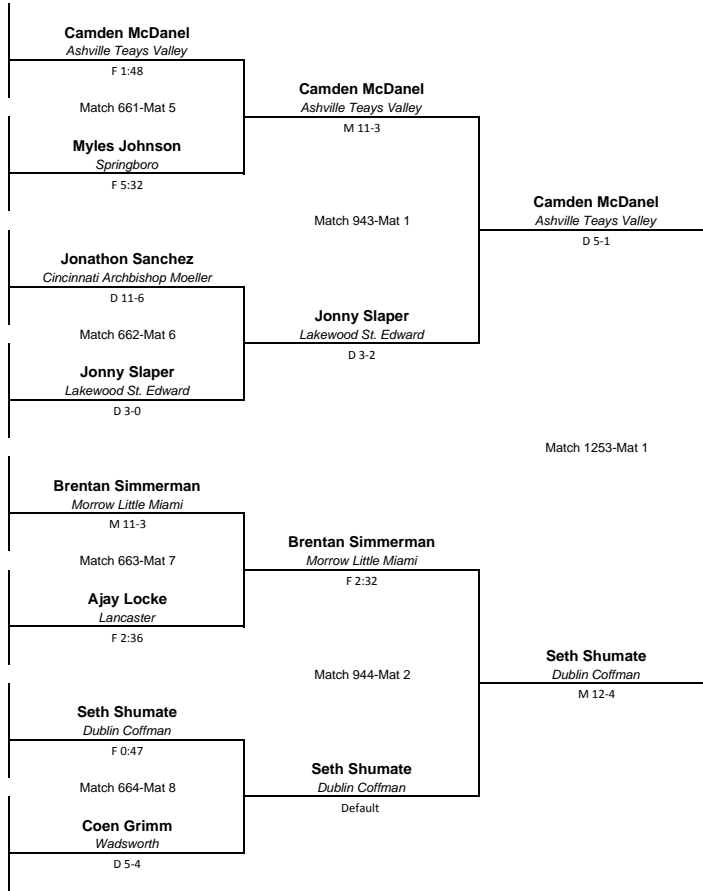 Camden McDanel
Ashville Teays Valley
F 1:48
Match 661-Mat 5
Myles Johnson
Springboro
F 5:32
Jonathon Sanchez
Cincinnati Archbishop Moeller
D 11-6
Match 662-Mat 6
Jonny Slaper
Lakewood St. Edward
D 3-0
Brentan Simmerman
Morrow Little Miami
M 11-3
Match 663-Mat 7
Ajay Locke
Lancaster
F 2:36
Seth Shumate
Dublin Coffman
F 0:47
Match 664-Mat 8
Coen Grimm
Wadsworth
D 5-4
Camden McDanel
Ashville Teays Valley
M 11-3
Match 943-Mat 1
Jonny Slaper
Lakewood St. Edward
D 3-2
Brentan Simmerman
Morrow Little Miami
F 2:32
Match 944-Mat 2
Seth Shumate
Dublin Coffman
Default
Camden McDanel
Ashville Teays Valley
D 5-1
Match 1253-Mat 1
Seth Shumate
Dublin Coffman
M 12-4